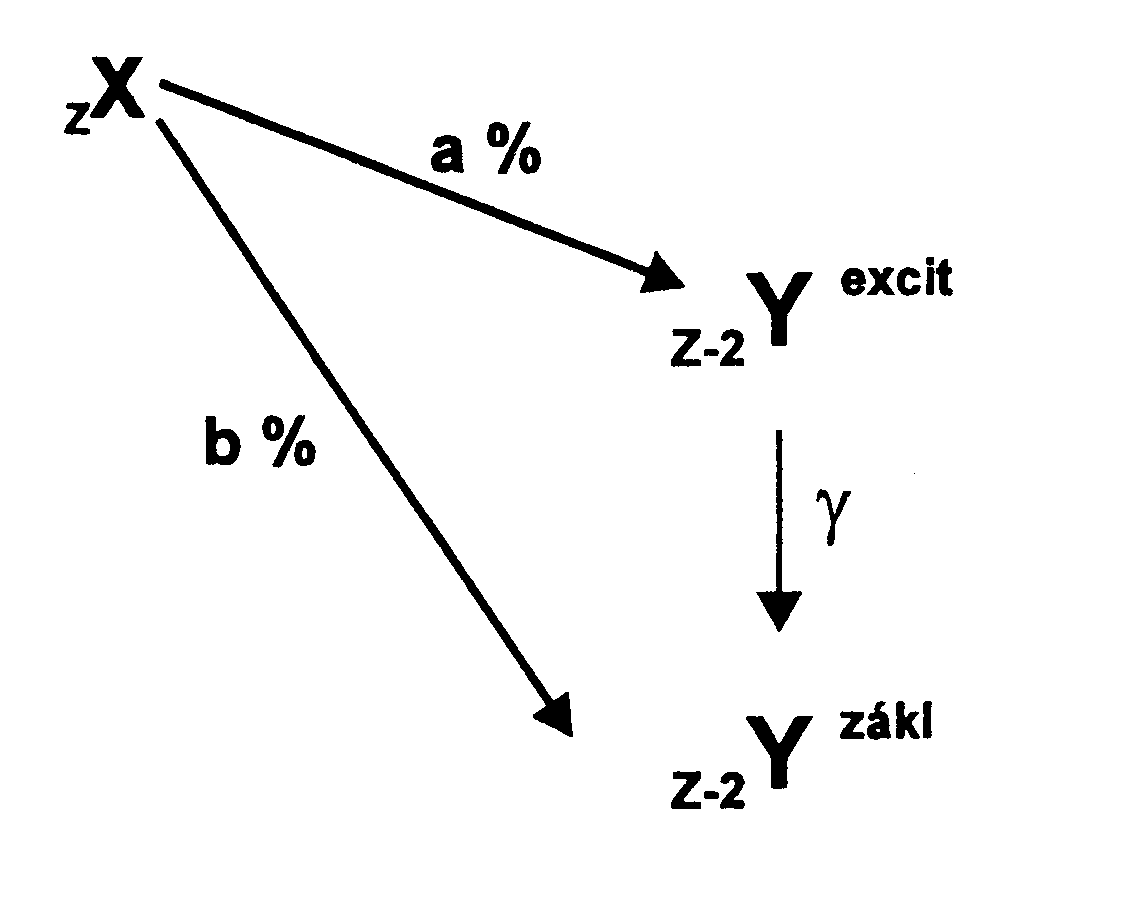 zX
a %
Z-2Y excit
b %
γ
Z-2Y zákl